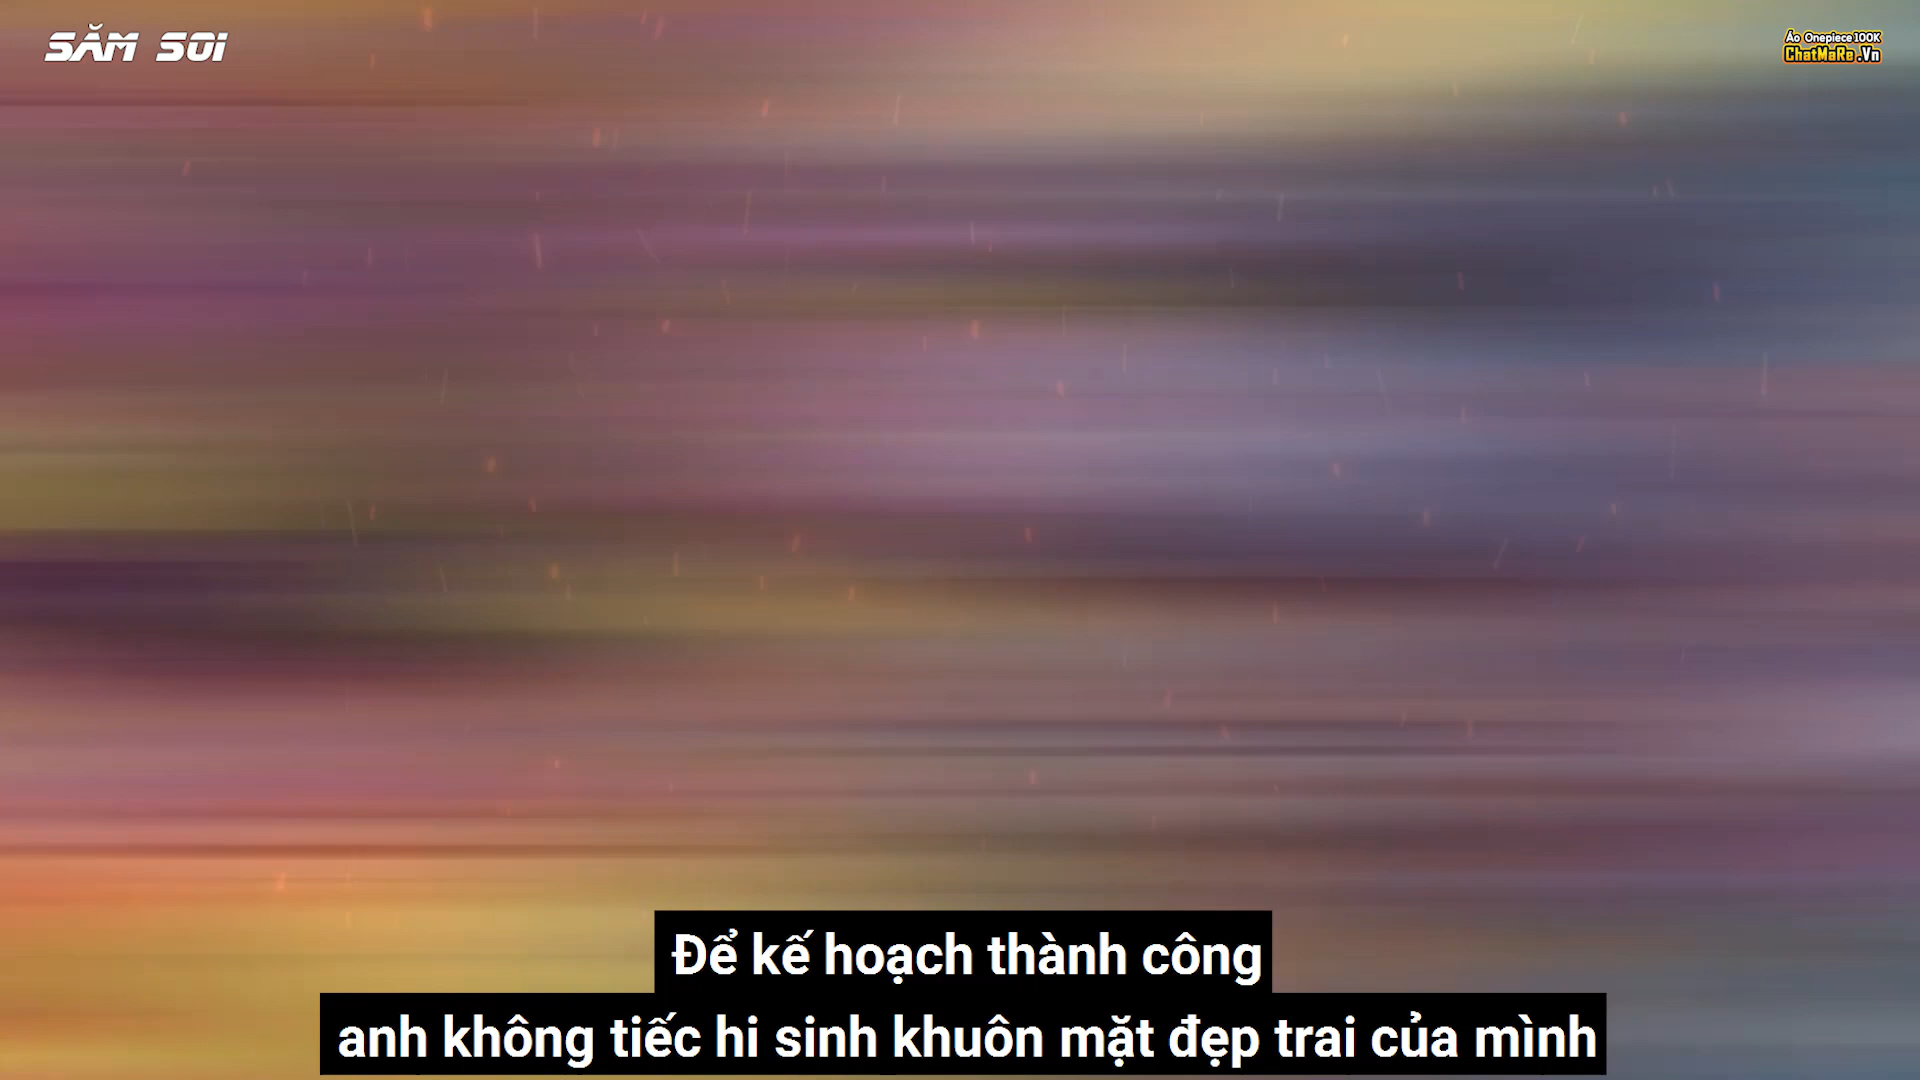 SĂM SOI
Áo Onepiece 100K
ChatMaRa.Vn
Để kế hoạch thành công
anh không tiếc hi sinh khuôn mặt đẹp trai của mình